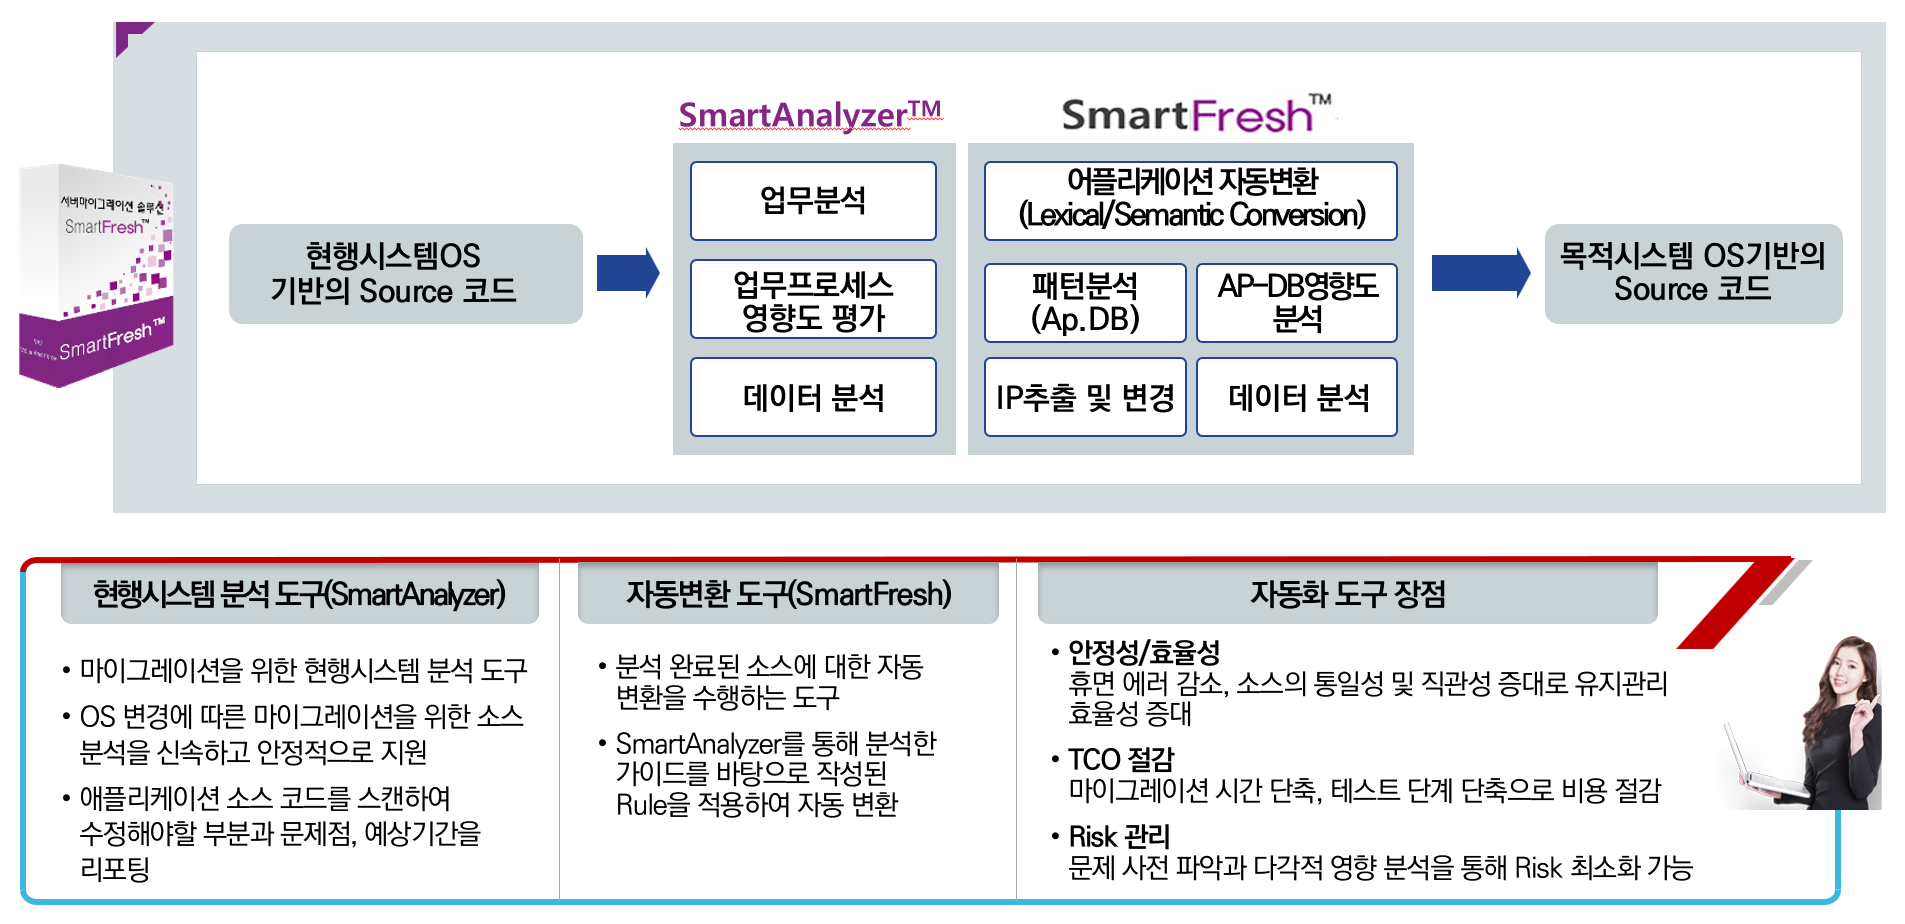 서버마이그레이션 솔루션
SmartFresh™
SmartFresh™
현행시스템OS
기반의 Source 코드
SmartAnalyzer™
업무분석
업무프로세스
영향도 평가
데이터 분석
SmartFresh™
어플리케이션 자동변환
(Lexical/Semantic Conversion)
패턴분석
(Ap.DB)
AP-DB영향도
분석
IP추출 및 변경
데이터 분석
목적시스템 OS기반의
Source 코드
현행시스템 분석 도구(SmartAnalyzer)
• 마이그레이션을 위한 현행시스템 분석 도구
• OS 변경에 따른 마이그레이션을 위한 소스
분석을 신속하고 안정적으로 지원
• 애플리케이션 소스 코드를 스캔하여
수정해야할 부분과 문제점, 예상기간을
리포팅
자동변환 도구(SmartFresh)
• 분석 완료된 소스에 대한 자동
변환을 수행하는 도구
• SmartAnalyzer를 통해 분석한
가이드를 바탕으로 작성된
Rule을 적용하여 자동 변환
자동화 도구 장점
• 안정성/효율성
휴면 에러 감소, 소스의 통일성 및 직관성 증대로 유지관리
효율성 증대
• TCO 절감
마이그레이션 시간 단축, 테스트 단계 단축으로 비용 절감
• Risk 관리
문제 사전 파악과 다각적 영향 분석을 통해 Risk 최소화 가능